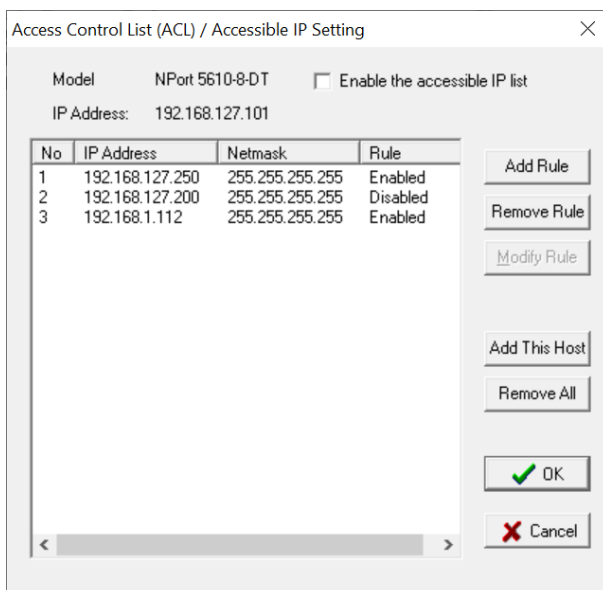 Access Control List (ACL) / Accessible IP Setting
Model NPort 5610-8-DT Enable the accessible IP list
IP Address: 192.168.127.101
No IP Address Netmask Rule
1 192.168.127.250 255.255.255.255 Enabled
2 192.168.127.200 255.255.255.255 Disabled
3 192.168.1.112 255.255.255.255 Enabled
Add Rule
Remove Rule
Modify Rule
Add This Host
Remove All
OK
Cancel